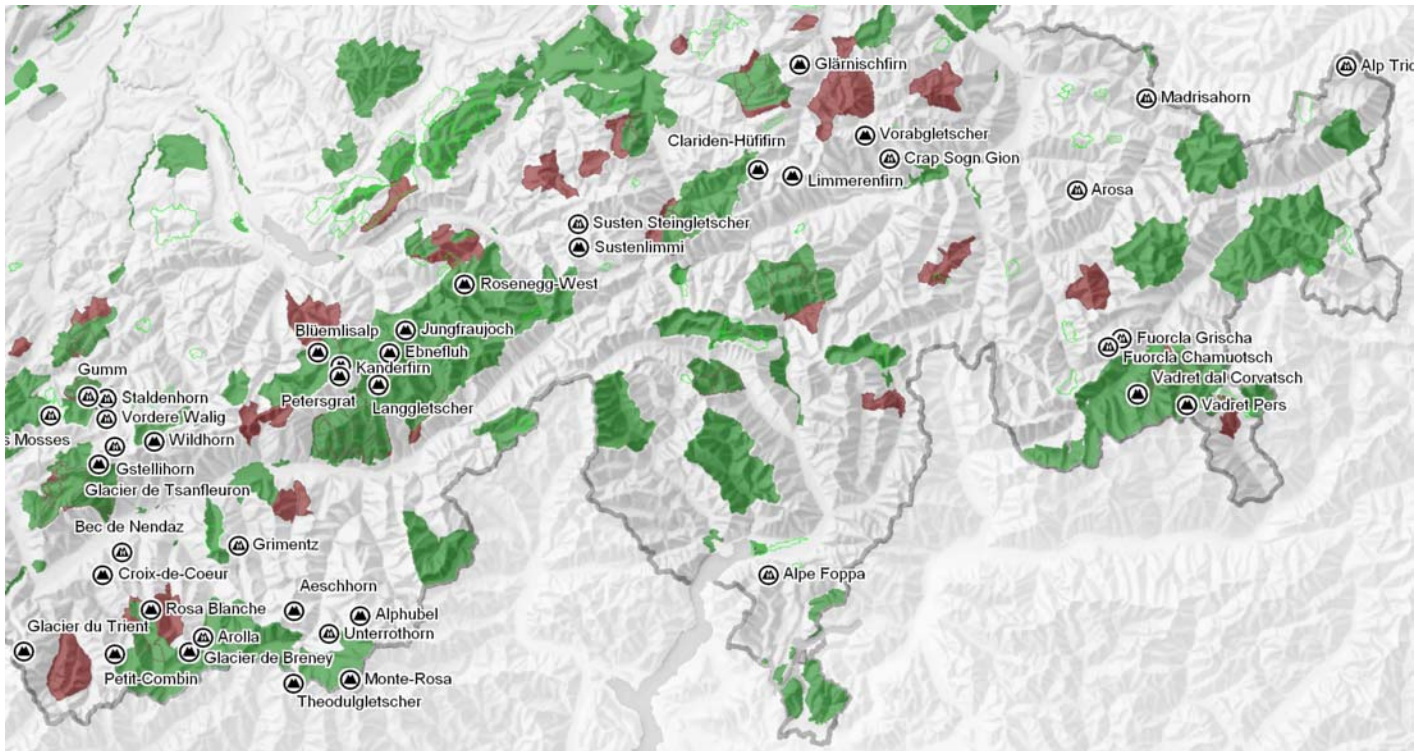 Glärnischfirn
Alp Tric
Madrisahorn
Vorabgletscher
Clariden-Hüfifirn
Crap Sogn Gion
Limmerenfirn
Arosa
Susten Steingletscher
Sustenlimmi
Rosenegg-West
Jungfraujoch
Blüemlisalp
Ebnefluh
Fuorcla Grischa
Fuorcla Chamuotsch
Kanderfirn
Gumm
Vadret dal Corvatsch
Petersgrat
Langgletscher
Staldenhorn
Vadret Pers
Vordere Walig
s Mosses
Wildhorn
Gstellihorn
Glacier de Tsanfleuron
Bec de Nendaz
Grimentz
Croix-de-Coeur
Alpe Foppa
Aeschhorn
Rosa Blanche
Alphubel
Glacier du Trient
Arolla
Unterrothorn
Glacier de Breney
Petit-Combin
Monte-Rosa
Theodulgletscher